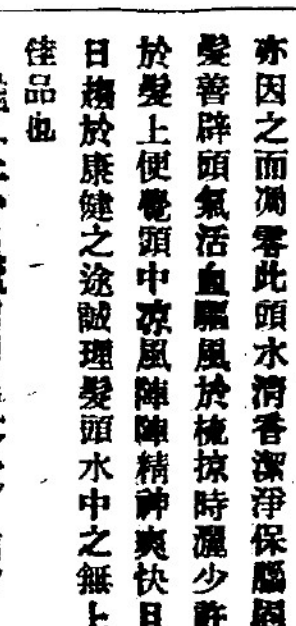 亦因之而凋零此頭水清香潔淨保腦固
髮善辟頭氣活血驅風於梳掠時灑少許
於髮上便覺頭中凉風陣陣精神爽快日
日趨於康健之途誠理髮頭水中之無上
佳品也